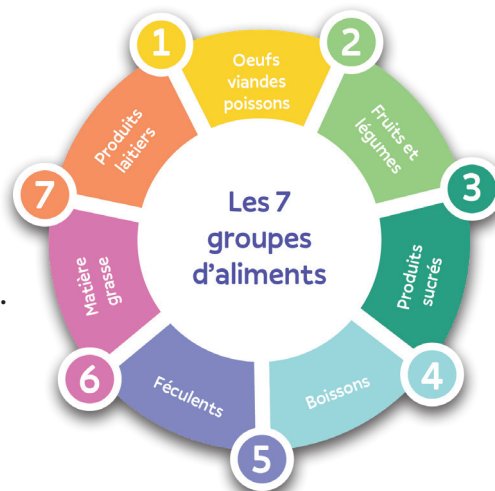 1
Oeufs
viandes
poissons
2
Fruits et
légumes
3
Produits
sucrés
4
Boissons
5
Féculents
6
Matière
grasse
7
Produits
laitiers
Les 7
groupes
d'aliments
.